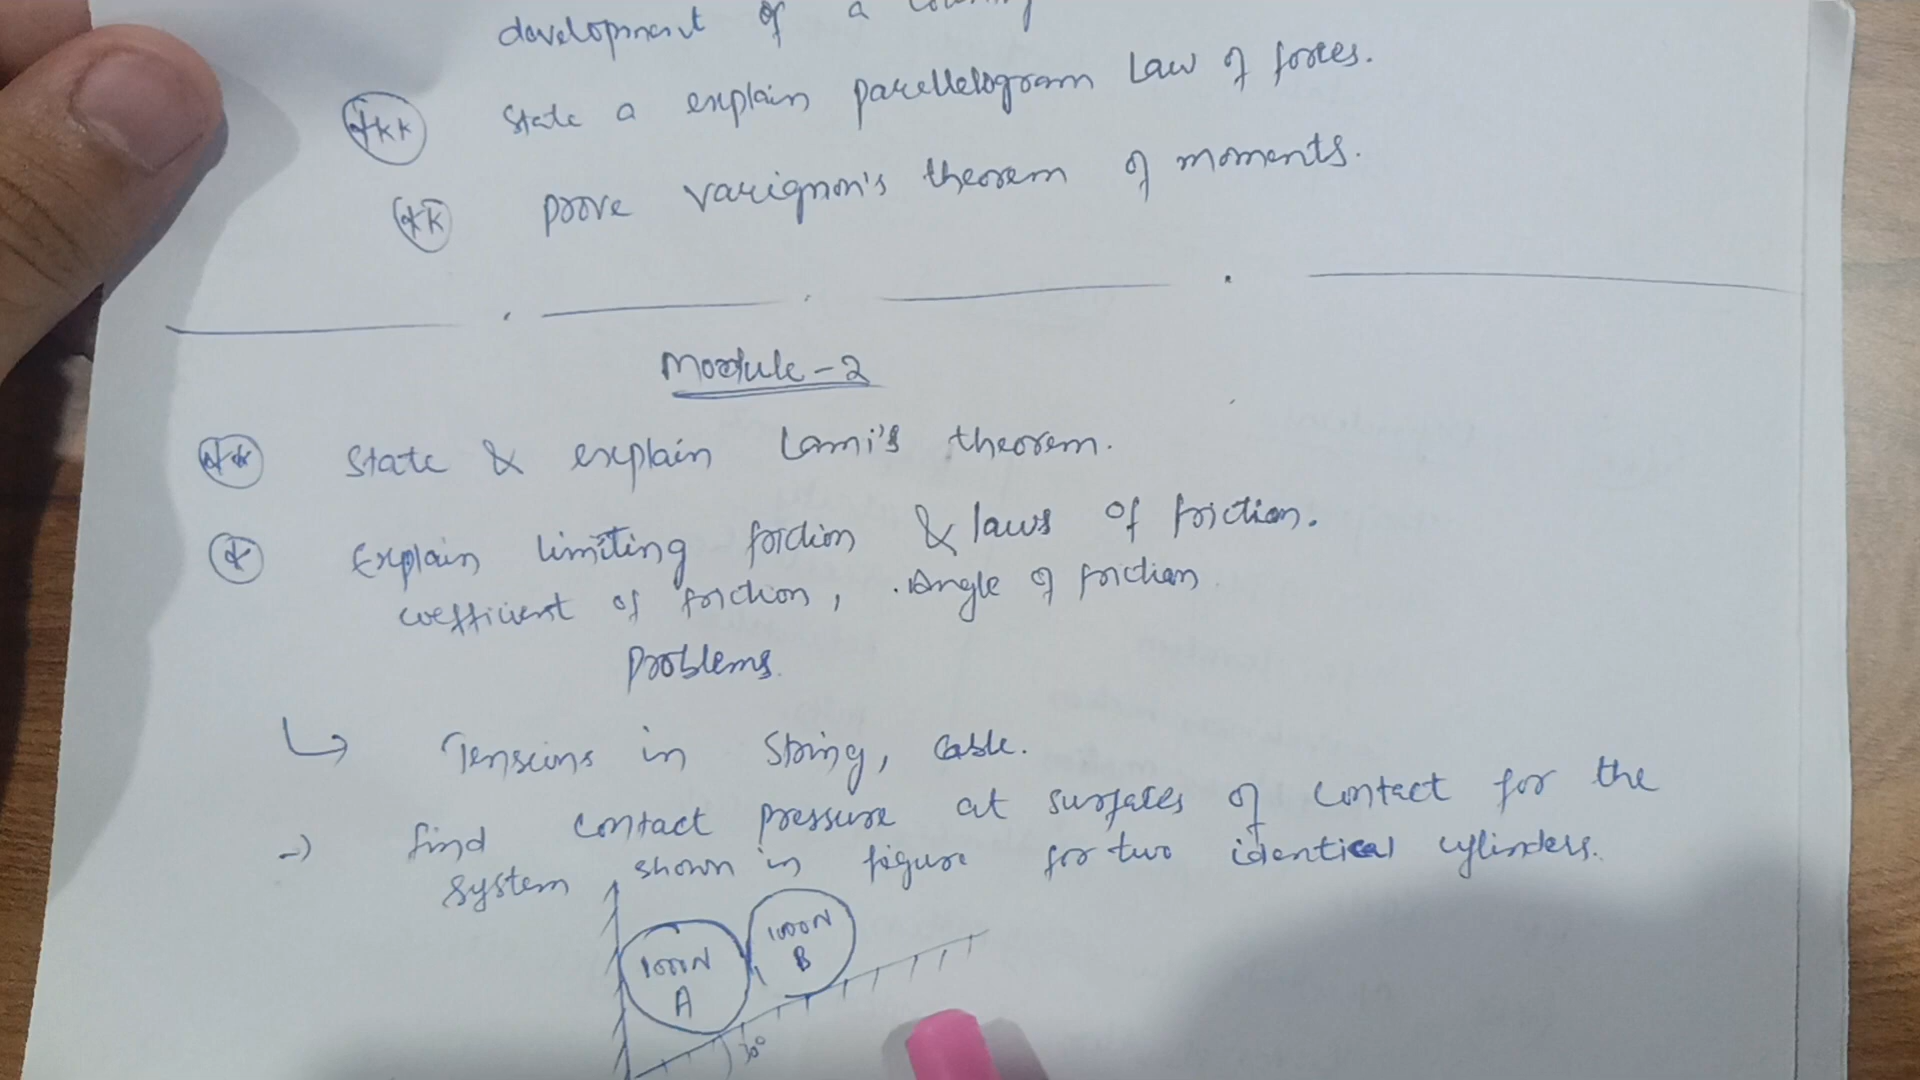 development of a
State a explain parellelogram Law of forces.
Prove varignon's theorem of moments.
Module-2
State & explain Lami's theorem.
Explain limiting friction & laws of friction.
coefficient of friction, Angle of friction
Problems.
Tensions in String, Cable.
find contact pressure at surfaces of contact for the
system shown in figure for two identical cylinders.
1000N
B
1000N
A
30°